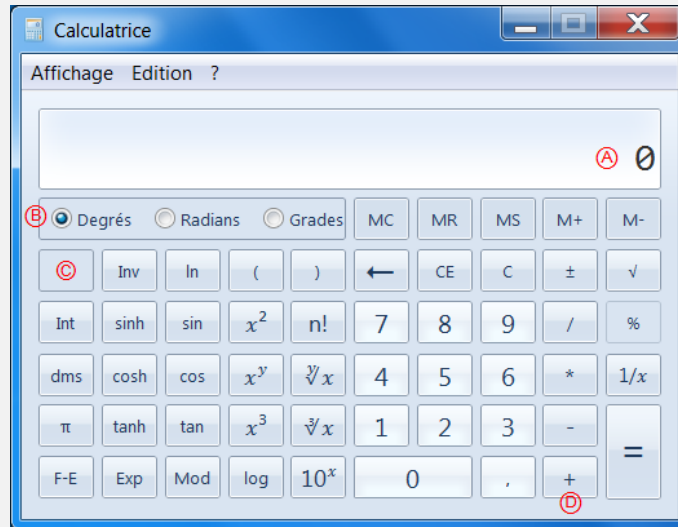 Calculatrice
Affichage Edition ?
Ⓐ 0
Ⓑ Degrés Radians Grades MC MR MS M+ M-
Ⓒ Inv ln ( ) ← CE C ± √
Int sinh sin x² n! 7 8 9 / %
dms cosh cos xʸ ʸ√x 4 5 6 * 1/x
π tanh tan x³ ³√x 1 2 3 - =
F-E Exp Mod log 10ˣ 0 , +
Ⓓ